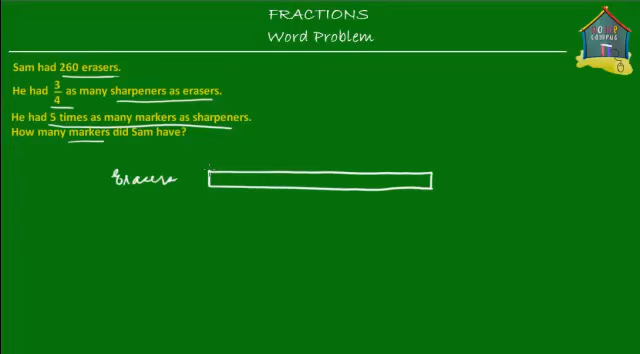 FRACTIONS
Word Problem
Sam had 260 erasers.
He had 3/4 as many sharpeners as erasers.
He had 5 times as many markers as sharpeners.
How many markers did Sam have?
Erasers